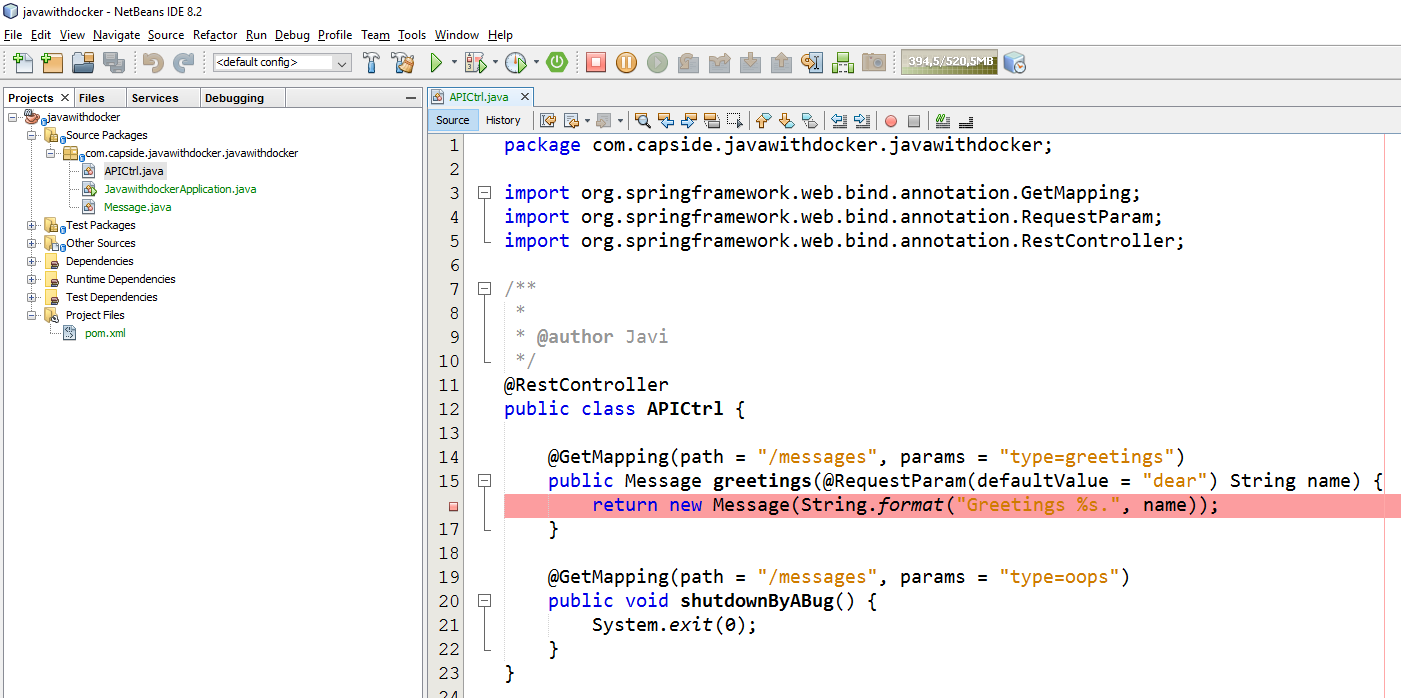 javawithdocker - NetBeans IDE 8.2
File Edit View Navigate Source Refactor Run Debug Profile Team Tools Window Help
<default config>
394,5/520,5MB
Projects Files Services Debugging
javawithdocker
Source Packages
com.capside.javawithdocker.javawithdocker
APICtrl.java
JavawithdockerApplication.java
Message.java
Test Packages
Other Sources
Dependencies
Runtime Dependencies
Test Dependencies
Project Files
pom.xml
APICtrl.java
Source History
1 package com.capside.javawithdocker.javawithdocker;
2
3 import org.springframework.web.bind.annotation.GetMapping;
4 import org.springframework.web.bind.annotation.RequestParam;
5 import org.springframework.web.bind.annotation.RestController;
6
7 /**
8 *
9 * @author Javi
10 */
11 @RestController
12 public class APICtrl {
13
14 @GetMapping(path = "/messages", params = "type=greetings")
15 public Message greetings(@RequestParam(defaultValue = "dear") String name) {
return new Message(String.format("Greetings %s.", name));
17 }
18
19 @GetMapping(path = "/messages", params = "type=oops")
20 public void shutdownByABug() {
21 System.exit(0);
22 }
23 }
24